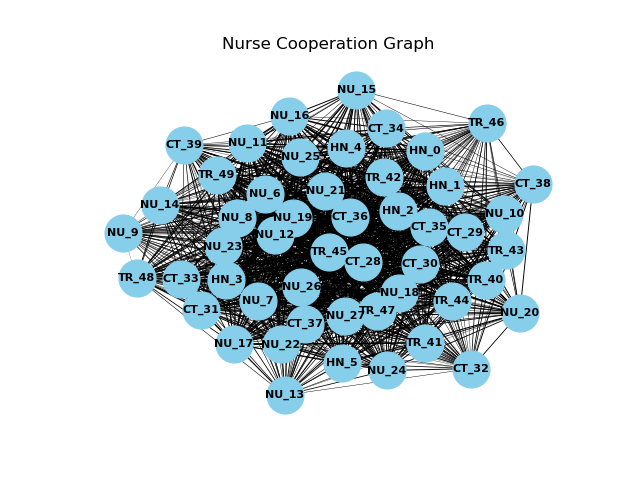 Nurse Cooperation Graph
NU_15
NU_16
TR_46
CT_34
NU_11
CT_39
HN_4
HN_0
NU_25
TR_49
TR_42
CT_38
HN_1
NU_6
NU_21
NU_14
HN_2
NU_10
NU_8
NU_19
CT_36
CT_35
CT_29
NU_9
NU_12
NU_23
TR_43
TR_45
CT_28
CT_30
TR_48
CT_33
HN_3
TR_40
NU_26
NU_18
NU_7
TR_44
CT_31
TR_47
NU_20
NU_27
CT_37
NU_17
NU_22
TR_41
HN_5
CT_32
NU_24
NU_13